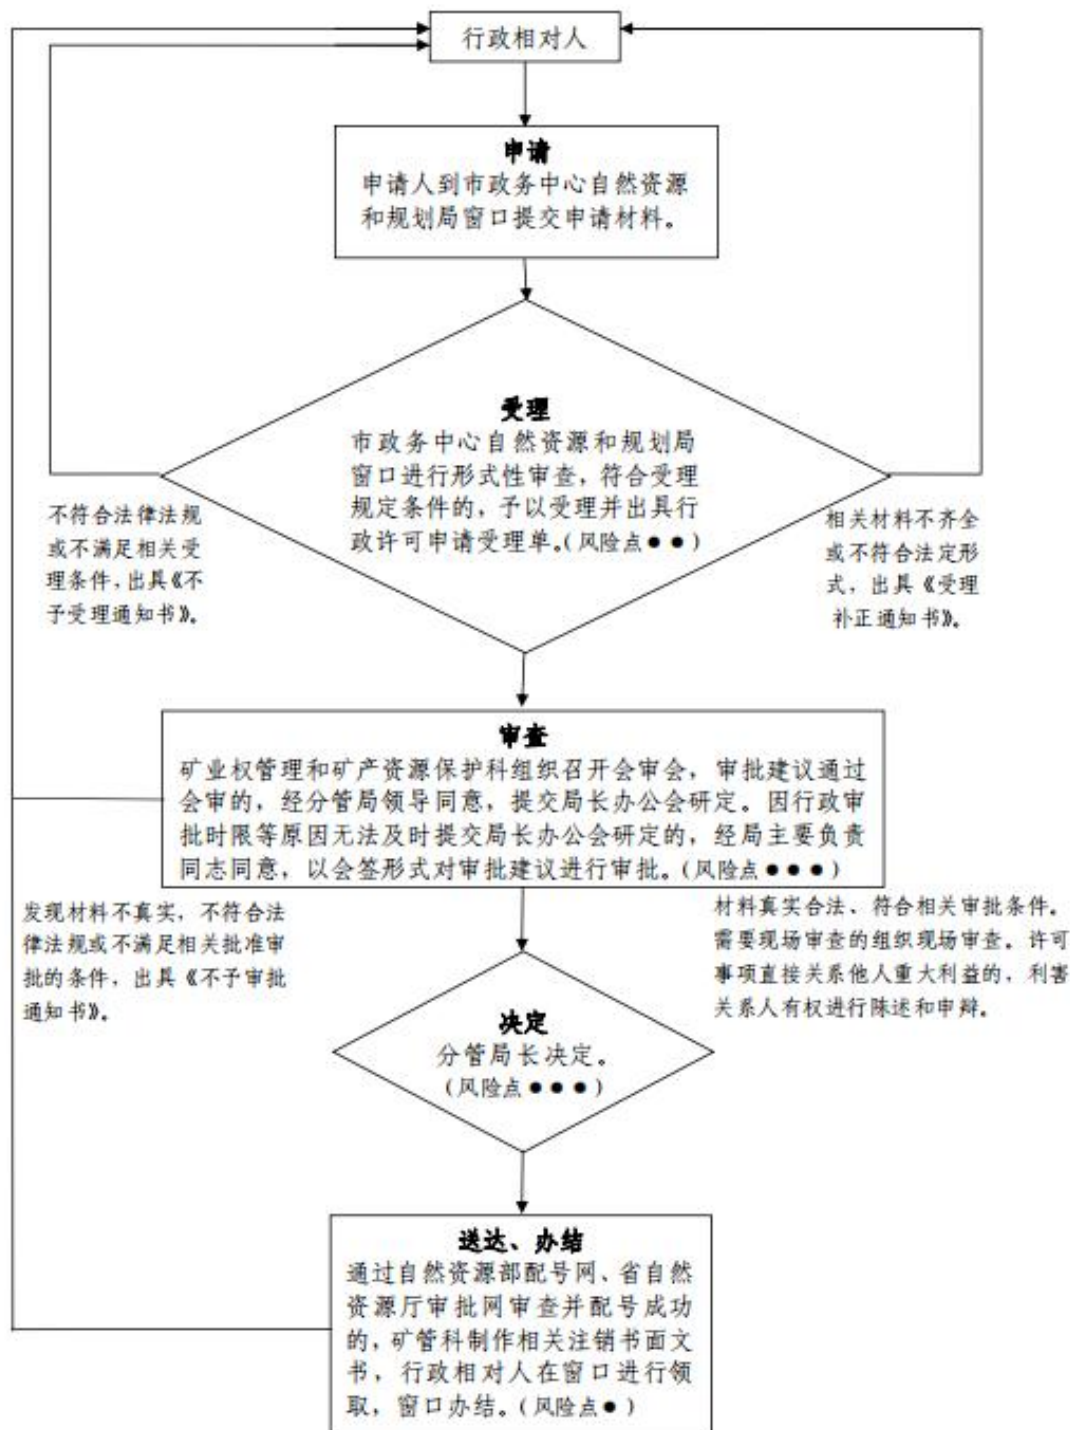 行政相对人
申请
申请人到市政务中心自然资源
和规划局窗口提交申请材料。
受理
市政务中心自然资源和规划局
窗口进行形式性审查，符合受理
规定条件的，予以受理并出具行
政许可申请受理单。（风险点●●）
不符合法律法规
或不满足相关受
理条件，出具《不
予受理通知书》。
相关材料不齐全
或不符合法定形
式，出具《受理
补正通知书》。
审查
矿业权管理和矿产资源保护科组织召开会审会，审批建议通过
会审的，经分管局领导同意，提交局长办公会研定。因行政审
批时限等原因无法及时提交局长办公会研定的，经局主要负责
同志同意，以会签形式对审批建议进行审批。（风险点●●●）
发现材料不真实，不符合法
律法规或不满足相关批准审
批的条件，出具《不予审批
通知书》。
材料真实合法、符合相关审批条件。
需要现场审查的组织现场审查。许可
事项直接关系他人重大利益的，利害
关系人有权进行陈述和申辩。
决定
分管局长决定。
（风险点●●●）
送达、办结
通过自然资源部配号网、省自然
资源厅审批网审查并配号成功
的，矿管科制作相关注销书面文
书，行政相对人在窗口进行领
取，窗口办结。（风险点●）